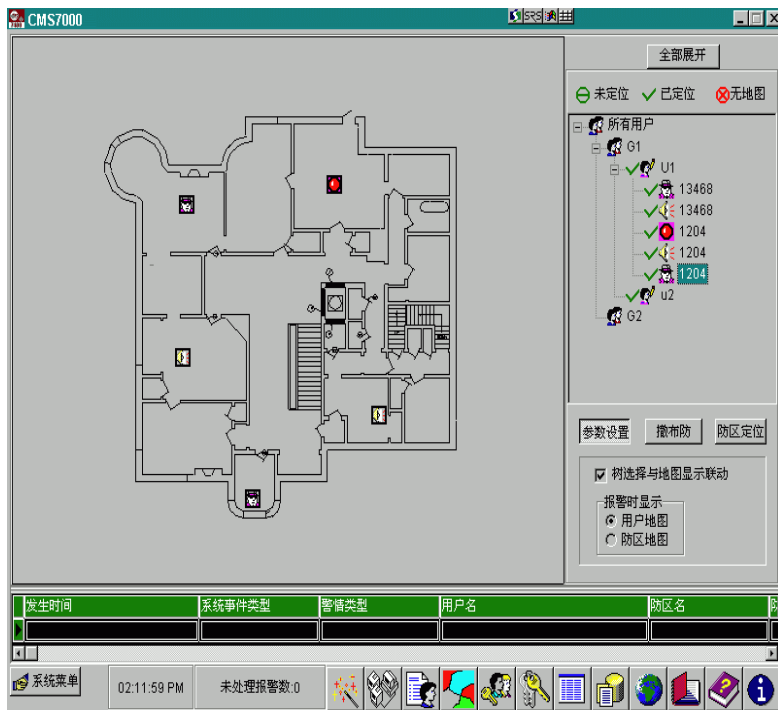 CMS7000
SRS
全部展开
未定位 已定位 无地图
所有用户
G1
U1
13468
13468
1204
1204
1204
u2
G2
参数设置 撤布防 防区定位
树选择与地图显示联动
报警时显示
用户地图
防区地图
发生时间 系统事件类型 警情类型 用户名 防区名
系统菜单 02:11:59 PM 未处理报警数:0